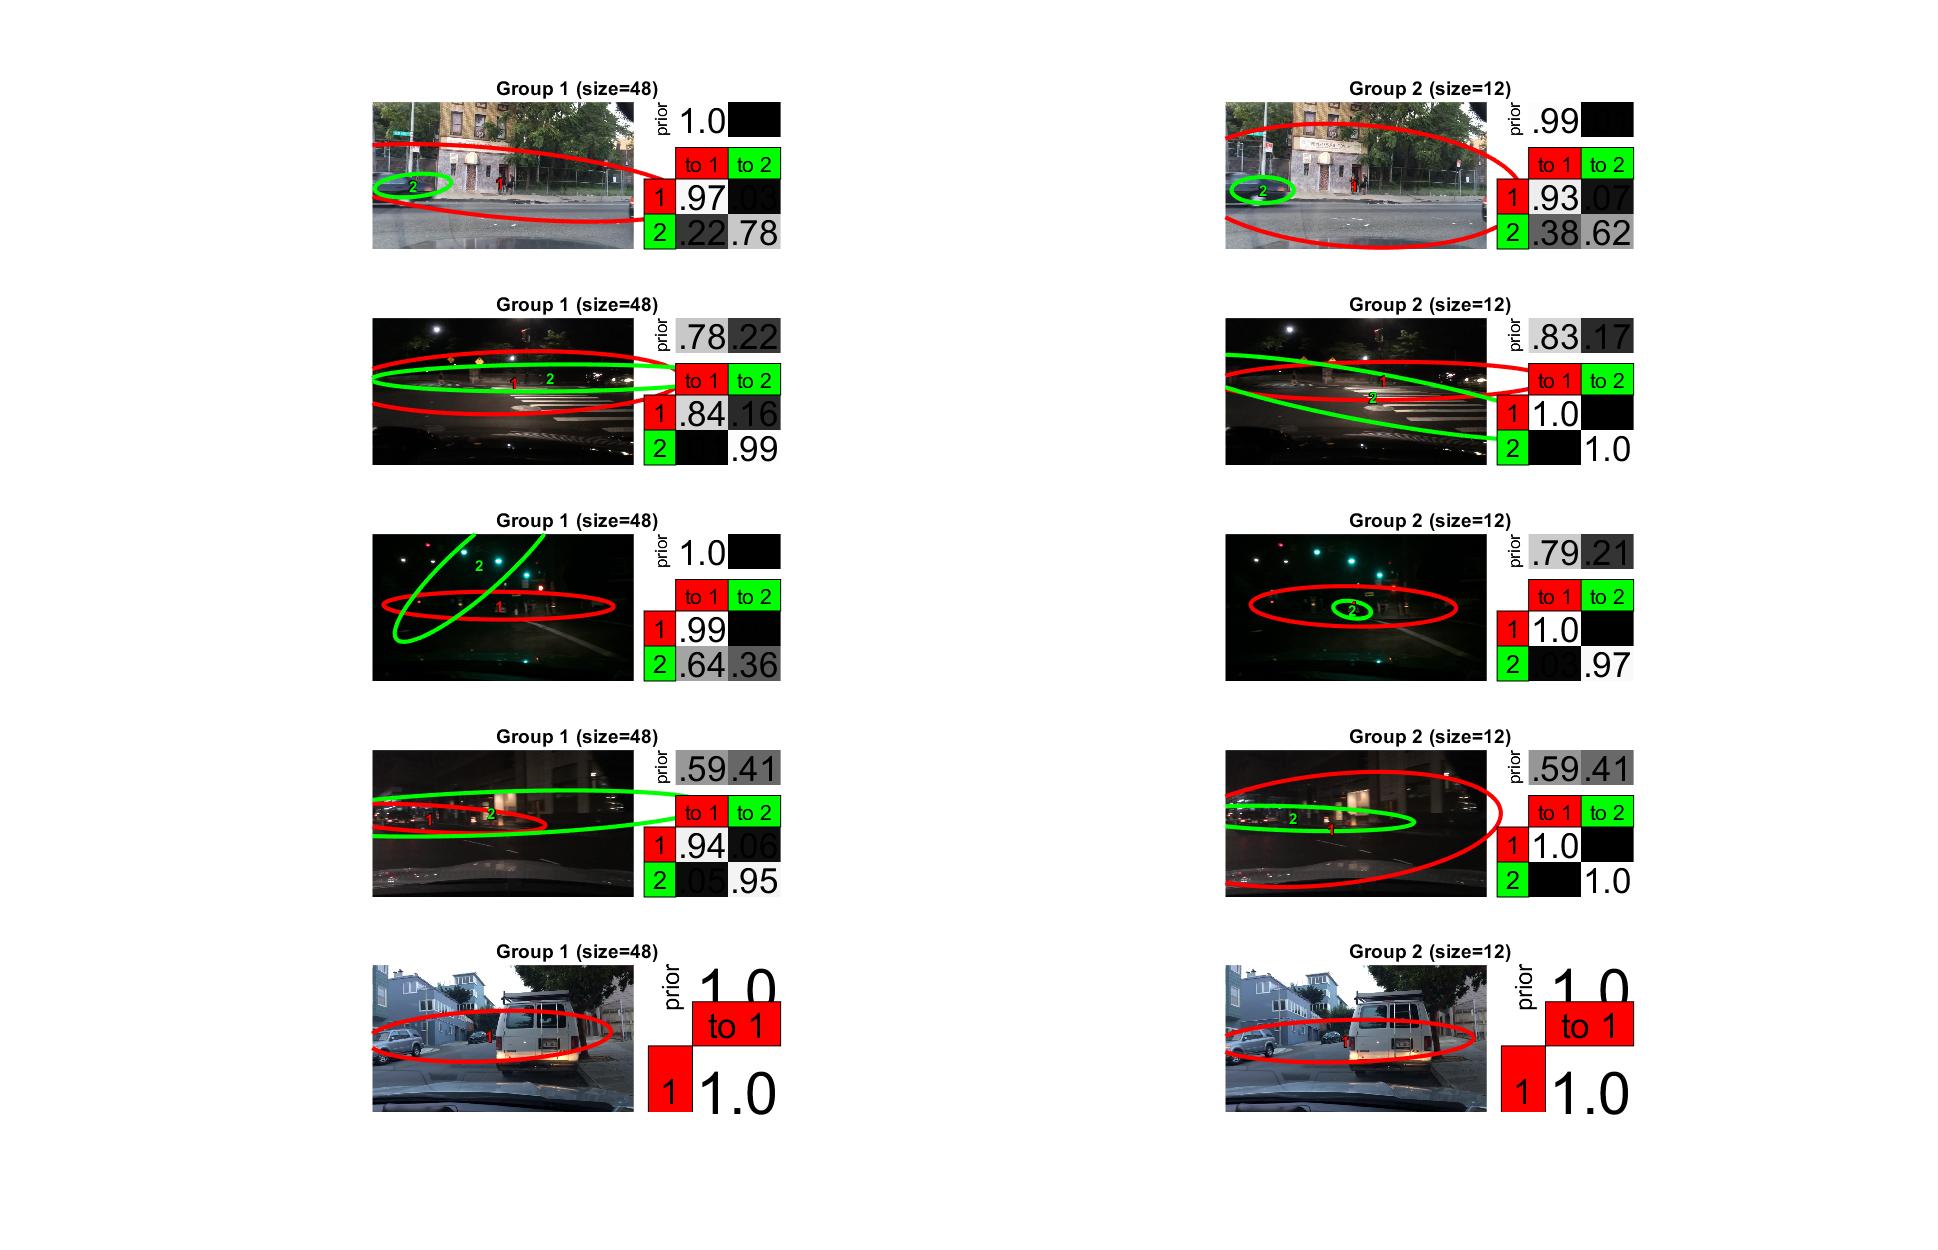 Group 1 (size=48)
prior 1.0
to 1 to 2
1 .97 .03
2 .22 .78
1
2
Group 2 (size=12)
prior .99
to 1 to 2
1 .93 .07
2 .38 .62
1
2
Group 1 (size=48)
prior .78 .22
to 1 to 2
1 .84 .16
2 .99
1
2
Group 2 (size=12)
prior .83 .17
to 1 to 2
1 1.0
2 1.0
1
2
Group 1 (size=48)
prior 1.0
to 1 to 2
1 .99
2 .64 .36
1
2
Group 2 (size=12)
prior .79 .21
to 1 to 2
1 1.0
2 .03 .97
2
Group 1 (size=48)
prior .59 .41
to 1 to 2
1 .94 .06
2 .05 .95
1
2
Group 2 (size=12)
prior .59 .41
to 1 to 2
1 1.0
2 1.0
1
2
Group 1 (size=48)
prior 1.0
to 1
1 1.0
1
Group 2 (size=12)
prior 1.0
to 1
1 1.0
1